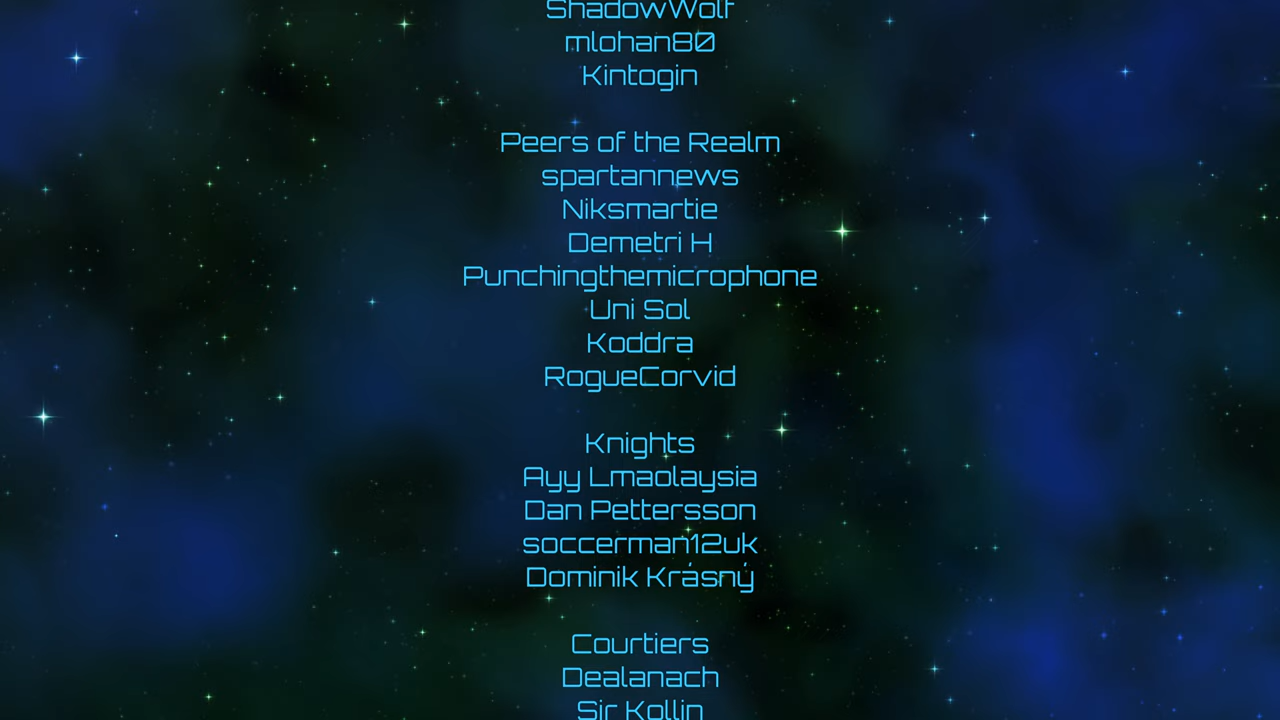 ShadowWolf
mlohan80
Kintogin
Peers of the Realm
spartannews
Niksmartie
Demetri H
Punchingthemicrophone
Uni Sol
Koddra
RogueCorvid
Knights
Ayy Lmaolaysia
Dan Pettersson
soccerman12uk
Dominik Krásný
Courtiers
Dealanach
Sir Kollin